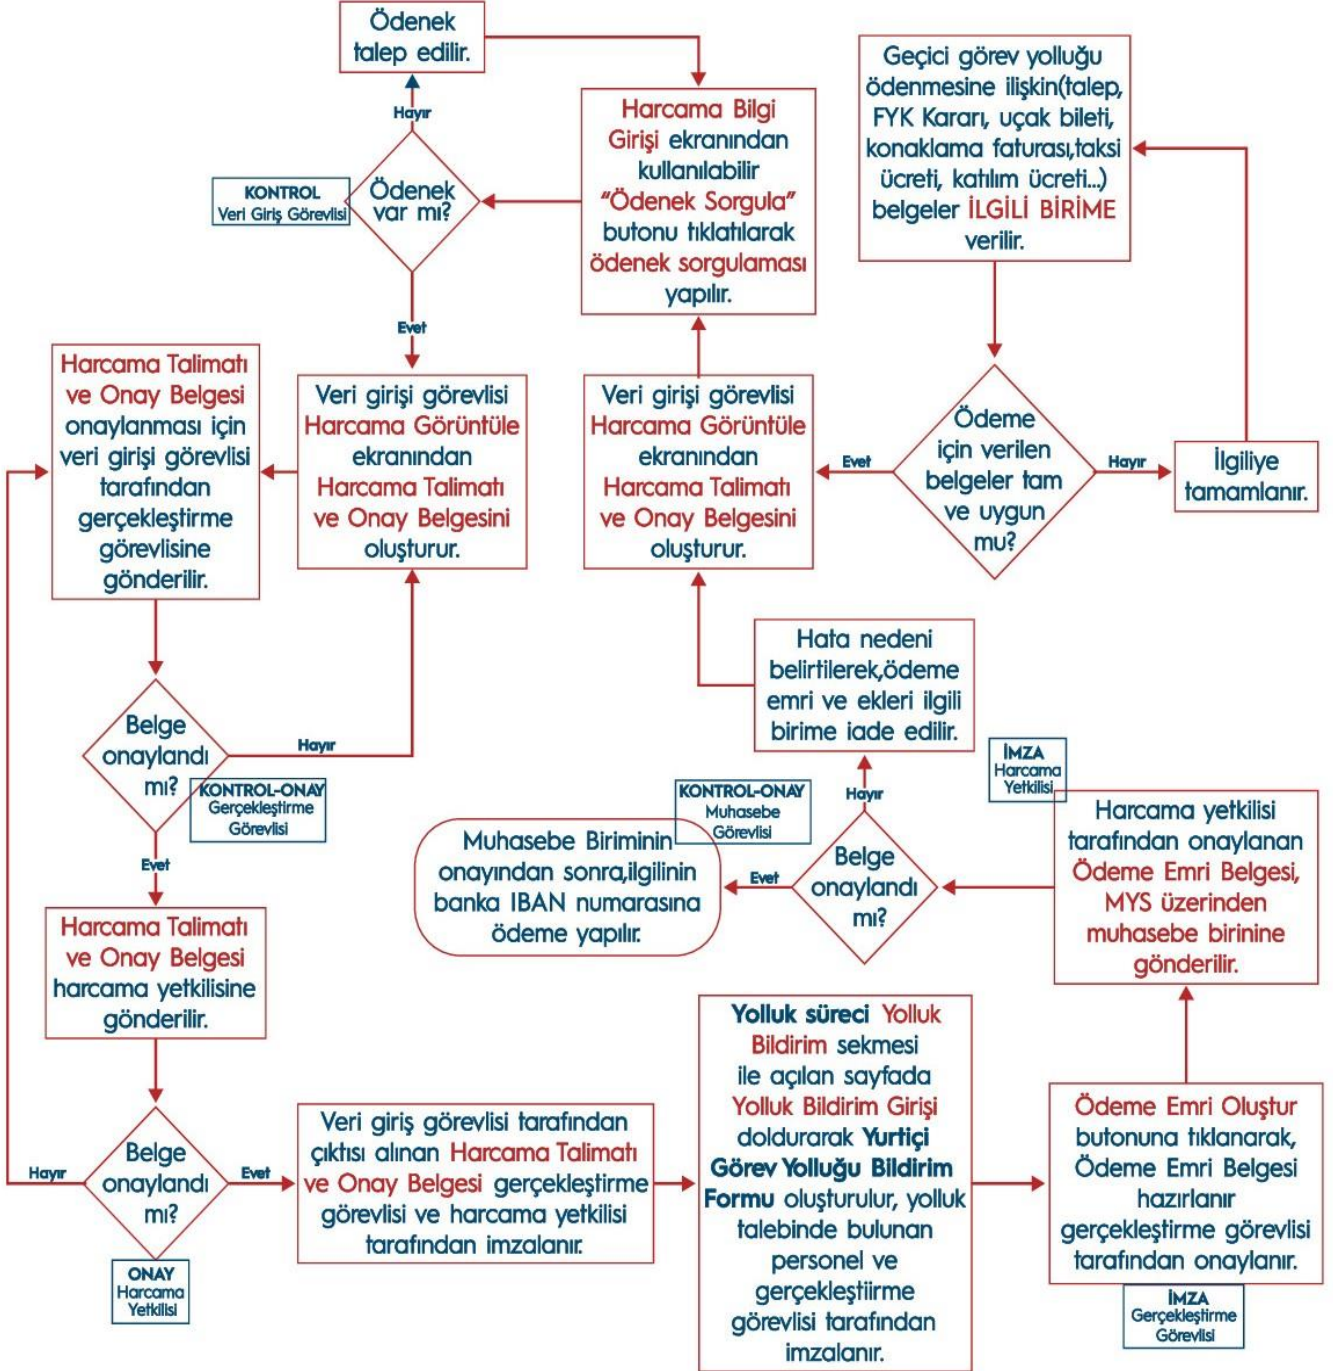 Ödenek
talep edilir.
Hayır
KONTROL
Veri Giriş Görevlisi
Ödenek
var mı?
Evet
Harcama Bilgi
Girişi ekranından
kullanılabilir
“Ödenek Sorgula”
butonu tıklatılarak
ödenek sorgulaması
yapılır.
Geçici görev yolluğu
ödenmesine ilişkin(talep,
FYK Kararı, uçak bileti,
konaklama faturası,taksi
ücreti, katılım ücreti...)
belgeler İLGİLİ BİRİME
verilir.
Harcama Talimatı
ve Onay Belgesi
onaylanması için
veri girişi görevlisi
tarafından
gerçekleştirme
görevlisine
gönderilir.
Veri girişi görevlisi
Harcama Görüntüle
ekranından
Harcama Talimatı
ve Onay Belgesini
oluşturur.
Veri girişi görevlisi
Harcama Görüntüle
ekranından
Harcama Talimatı
ve Onay Belgesini
oluşturur.
Evet
Ödeme
için verilen
belgeler tam
ve uygun
mu?
Hayır
İlgiliye
tamamlanır.
Hata nedeni
belirtilerek,ödeme
emri ve ekleri ilgili
birime iade edilir.
Belge
onaylandı
mı?
Hayır
KONTROL-ONAY
Gerçekleştirme
Görevlisi
Evet
KONTROL-ONAY
Muhasebe
Görevlisi
Hayır
İMZA
Harcama
Yetkilisi
Muhasebe Biriminin
onayından sonra,ilgilinin
banka IBAN numarasına
ödeme yapılır.
Evet
Belge
onaylandı
mı?
Harcama yetkilisi
tarafından onaylanan
Ödeme Emri Belgesi,
MYS üzerinden
muhasebe birinine
gönderilir.
Harcama Talimatı
ve Onay Belgesi
harcama yetkilisine
gönderilir.
Hayır
Belge
onaylandı
mı?
Evet
ONAY
Harcama
Yetkilisi
Veri giriş görevlisi tarafından
çıktısı alınan Harcama Talimatı
ve Onay Belgesi gerçekleştirme
görevlisi ve harcama yetkilisi
tarafından imzalanır.
Yolluk süreci Yolluk
Bildirim sekmesi
ile açılan sayfada
Yolluk Bildirim Girişi
doldurarak Yurtiçi
Görev Yolluğu Bildirim
Formu oluşturulur, yolluk
talebinde bulunan
personel ve
gerçekleştiirme
görevlisi tarafından
imzalanır.
Ödeme Emri Oluştur
butonuna tıklanarak,
Ödeme Emri Belgesi
hazırlanır
gerçekleştirme görevlisi
tarafından onaylanır.
İMZA
Gerçekleştirme
Görevlisi